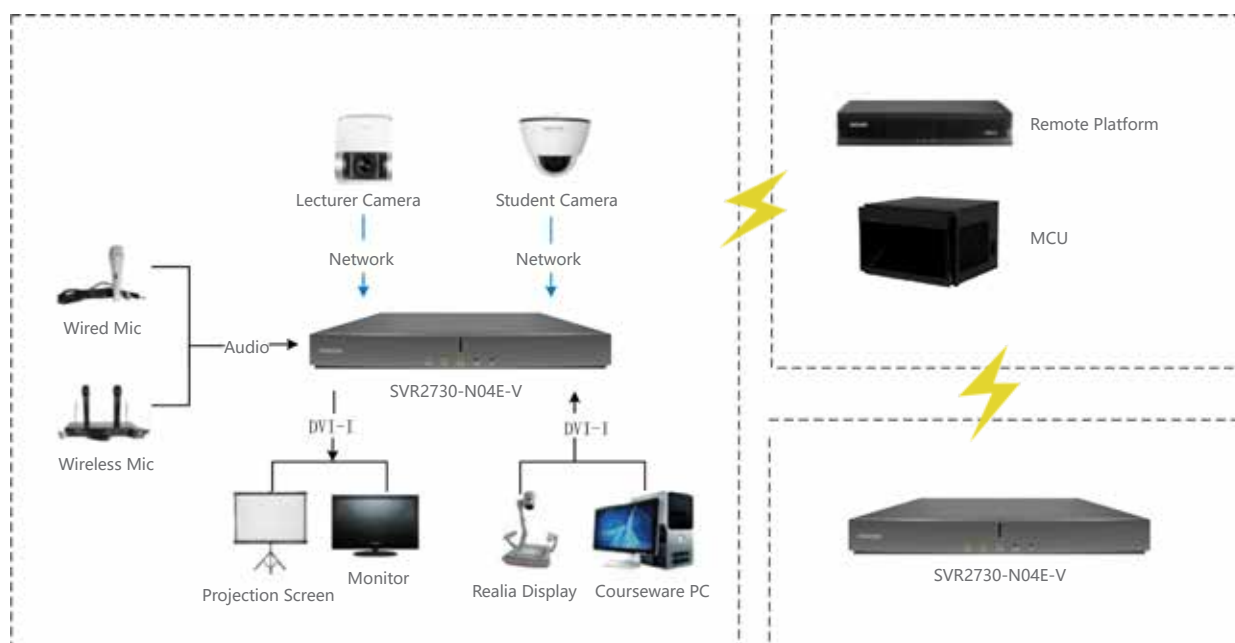 Remote Platform
Lecturer Camera
Student Camera
MCU
Network
Network
Wired Mic
Audio
SVR2730-N04E-V
DVI-I
DVI-I
Wireless Mic
Monitor
Projection Screen
Realia Display
Courseware PC
SVR2730-N04E-V